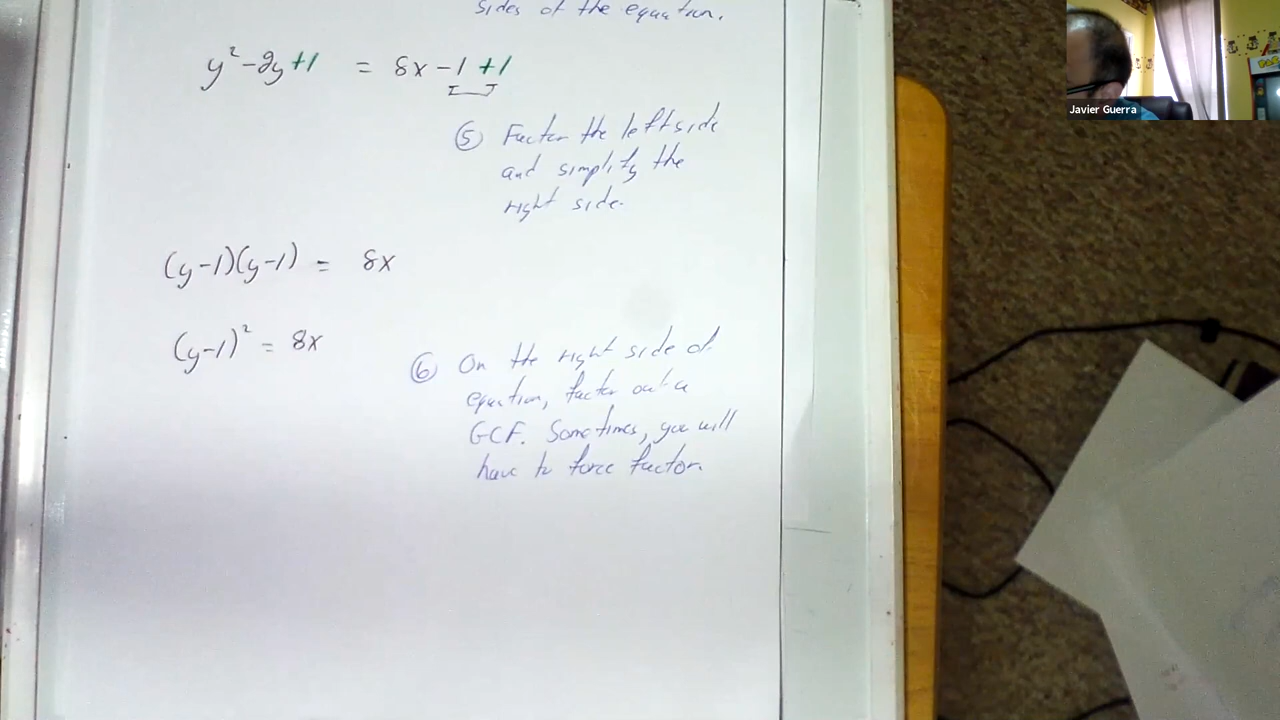 sides of the equation.
y² - 2y + 1 = 8x - 1 + 1
⑤ Factor the left side
and simplify the
right side.
(y-1)(y-1) = 8x
(y-1)² = 8x
⑥ On the right side of
equation, factor out a
GCF. Sometimes, you will
have to force factor.
Javier Guerra